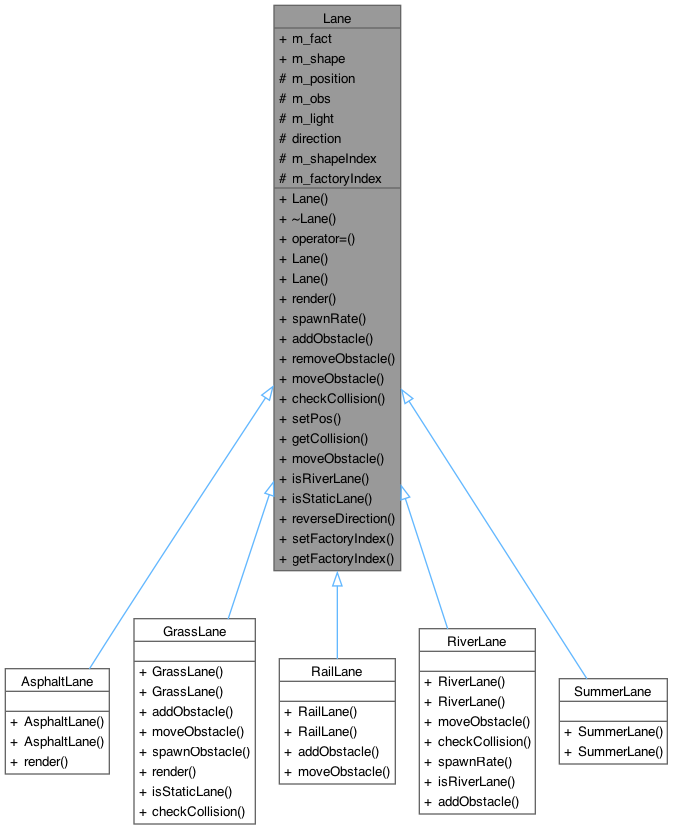 Lane
+ m_fact
+ m_shape
# m_position
# m_obs
# m_light
# direction
# m_shapeIndex
# m_factoryIndex
+ Lane()
+ ~Lane()
+ operator=()
+ Lane()
+ Lane()
+ render()
+ spawnRate()
+ addObstacle()
+ removeObstacle()
+ moveObstacle()
+ checkCollision()
+ setPos()
+ getCollision()
+ moveObstacle()
+ isRiverLane()
+ isStaticLane()
+ reverseDirection()
+ setFactoryIndex()
+ getFactoryIndex()
AsphaltLane
+ AsphaltLane()
+ AsphaltLane()
+ render()
GrassLane
+ GrassLane()
+ GrassLane()
+ addObstacle()
+ moveObstacle()
+ spawnObstacle()
+ render()
+ isStaticLane()
+ checkCollision()
RailLane
+ RailLane()
+ RailLane()
+ addObstacle()
+ moveObstacle()
RiverLane
+ RiverLane()
+ RiverLane()
+ moveObstacle()
+ checkCollision()
+ spawnRate()
+ isRiverLane()
+ addObstacle()
SummerLane
+ SummerLane()
+ SummerLane()